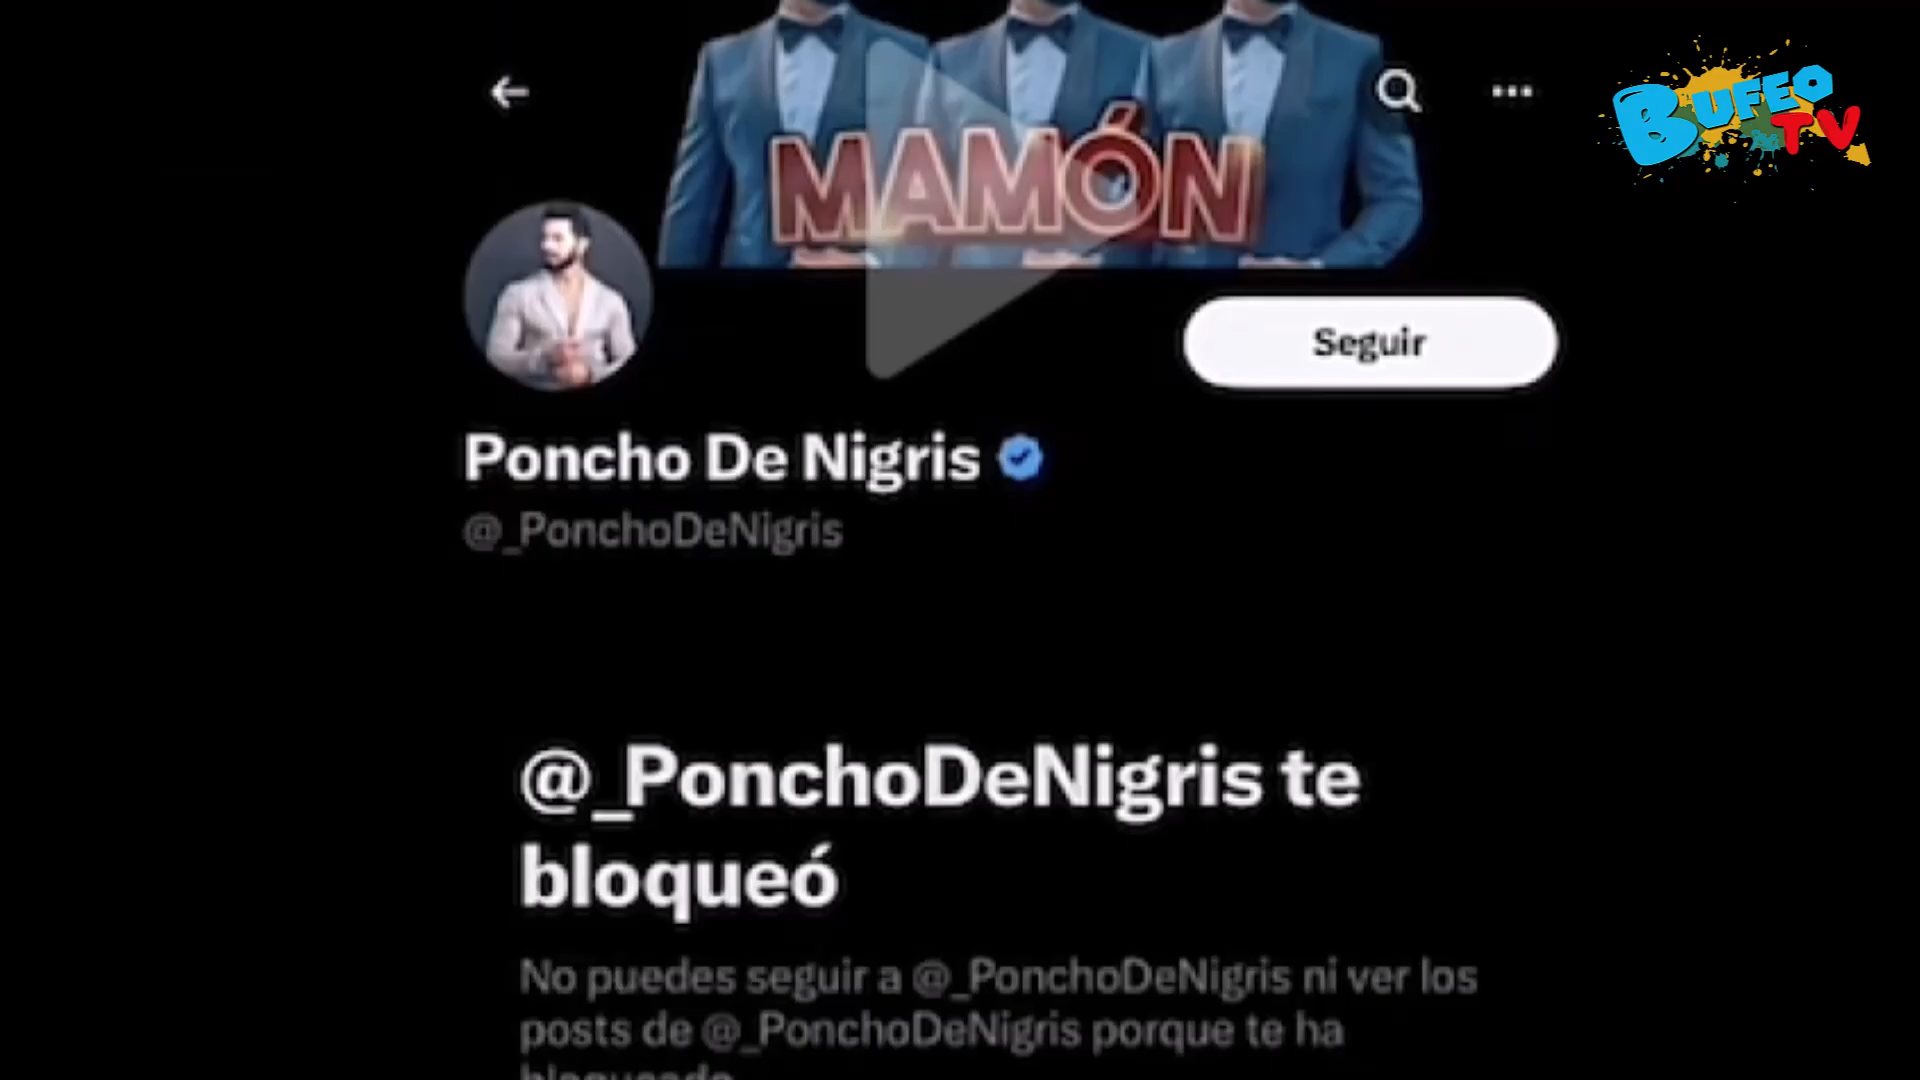 BUFEO
TV
MAMÓN
Seguir
Poncho De Nigris
@_PonchoDeNigris
@_PonchoDeNigris te
bloqueó
No puedes seguir a @_PonchoDeNigris ni ver los
posts de @_PonchoDeNigris porque te ha